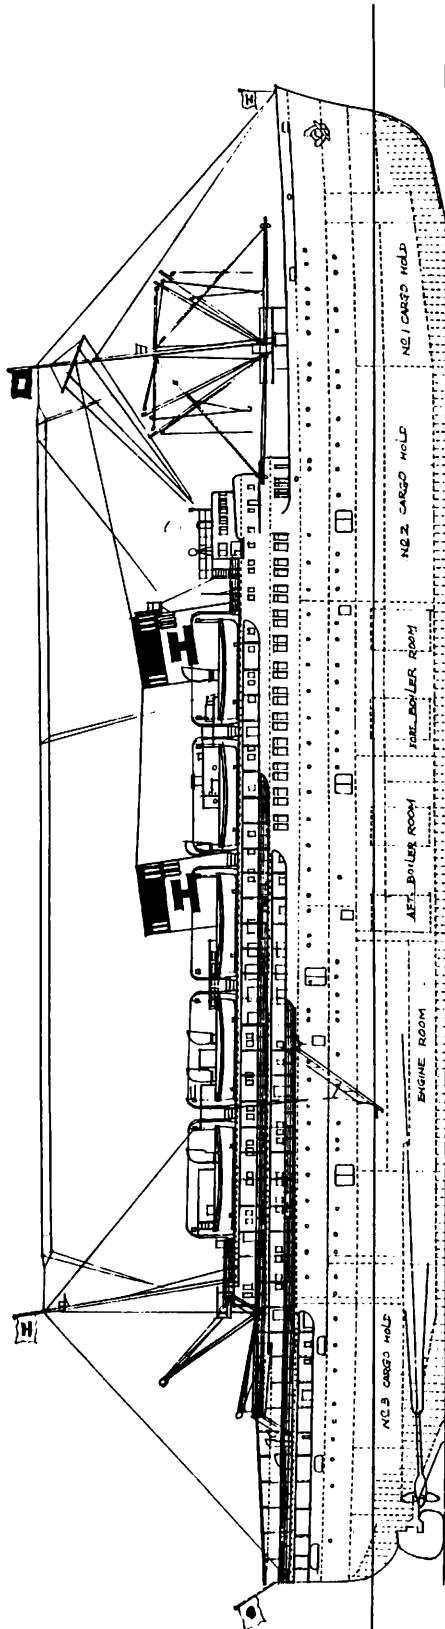 H
H
H
H
Nº 3 CARGO HOLD
ENGINE ROOM
AFT. BOILER ROOM
FORE BOILER ROOM
Nº 2 CARGO HOLD
Nº 1 CARGO HOLD